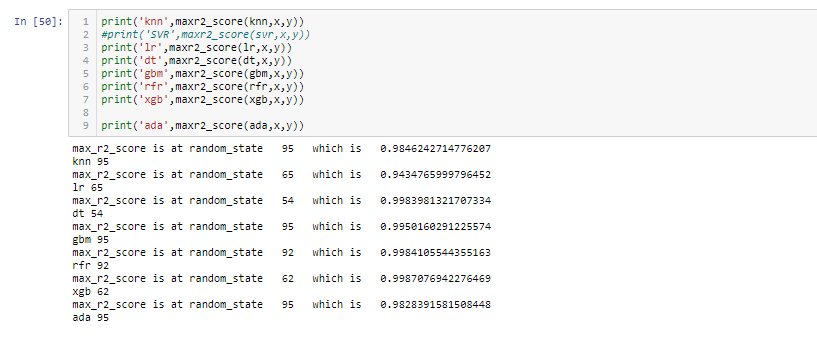 In [50]:
1 print('knn',maxr2_score(knn,x,y))
2 #print('SVR',maxr2_score(svr,x,y))
3 print('lr',maxr2_score(lr,x,y))
4 print('dt',maxr2_score(dt,x,y))
5 print('gbm',maxr2_score(gbm,x,y))
6 print('rfr',maxr2_score(rfr,x,y))
7 print('xgb',maxr2_score(xgb,x,y))
8
9 print('ada',maxr2_score(ada,x,y))
max_r2_score is at random_state   95   which is   0.9846242714776207
knn 95
max_r2_score is at random_state   65   which is   0.9434765999796452
lr 65
max_r2_score is at random_state   54   which is   0.9983981321707334
dt 54
max_r2_score is at random_state   95   which is   0.9950160291225574
gbm 95
max_r2_score is at random_state   92   which is   0.9984105544355163
rfr 92
max_r2_score is at random_state   62   which is   0.9987076942276469
xgb 62
max_r2_score is at random_state   95   which is   0.9828391581508448
ada 95